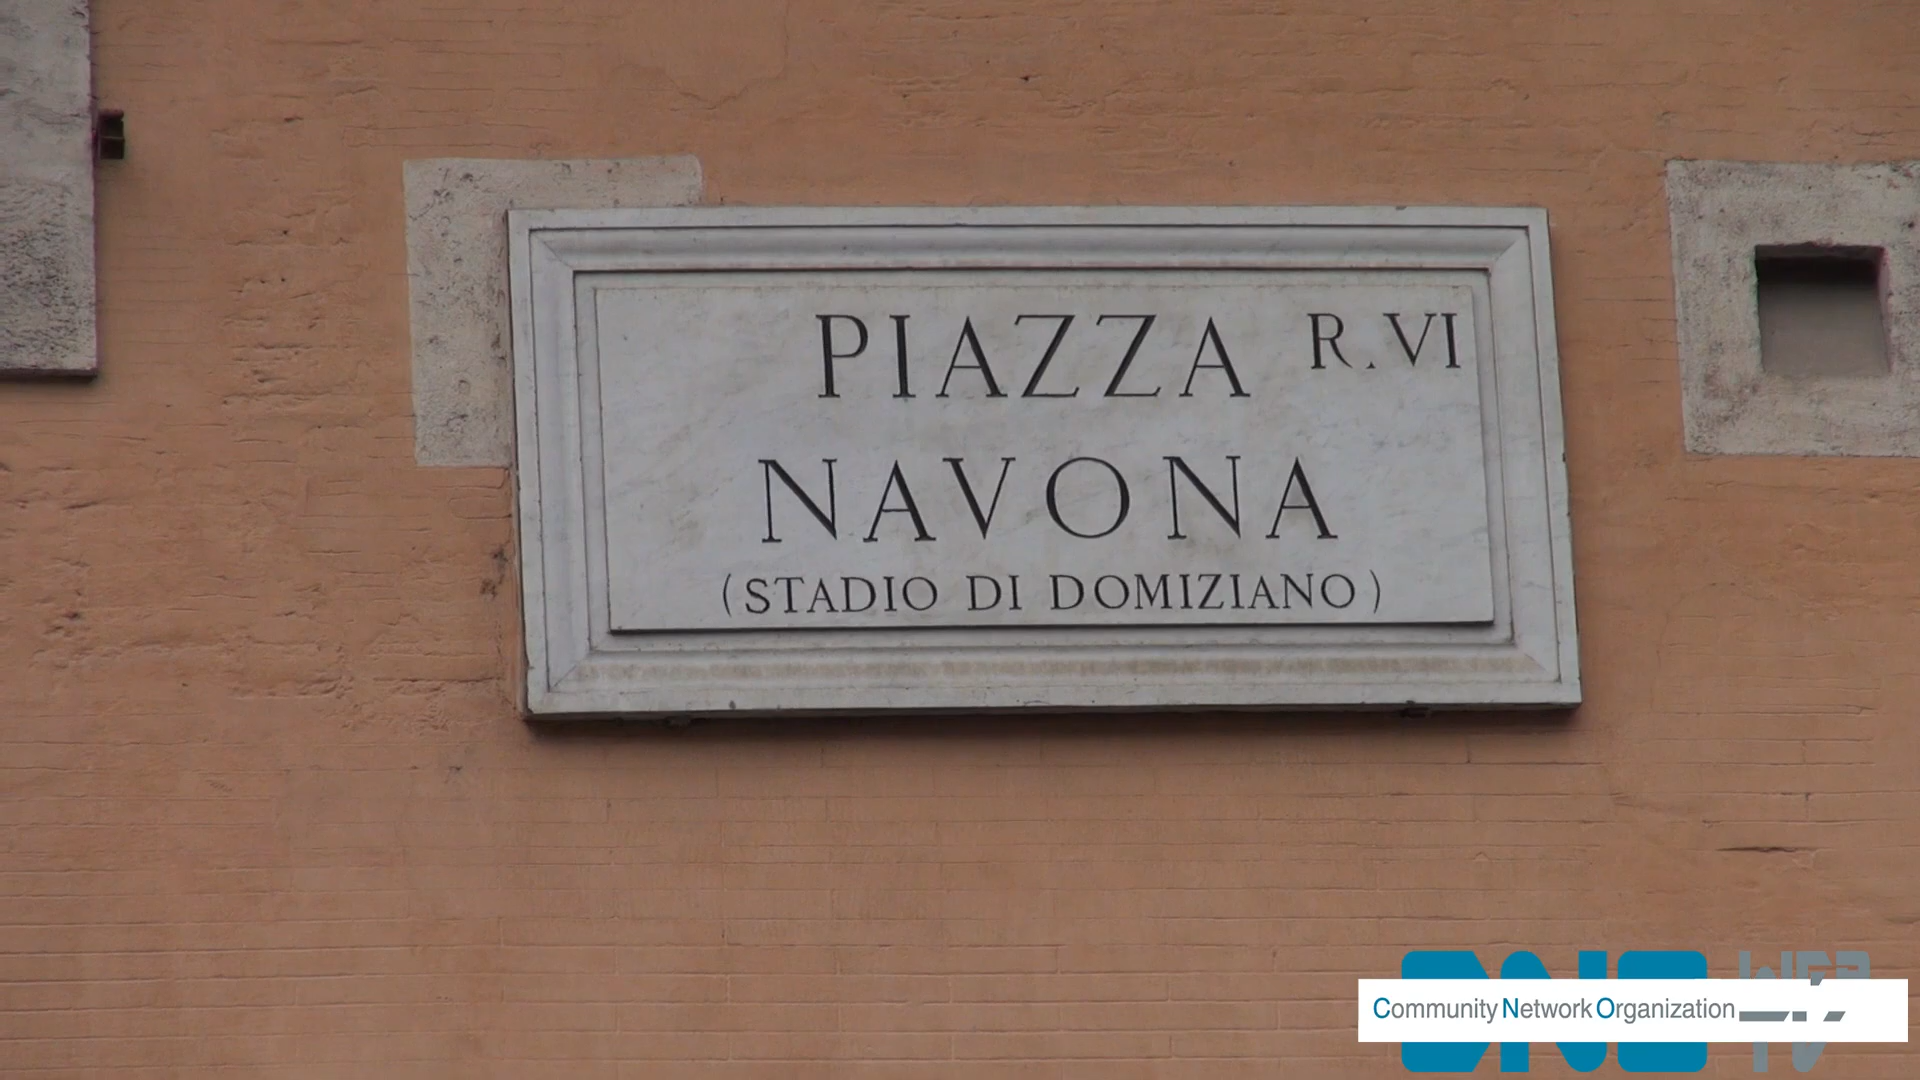 PIAZZA R.VI
NAVONA
(STADIO DI DOMIZIANO)
Community Network Organization